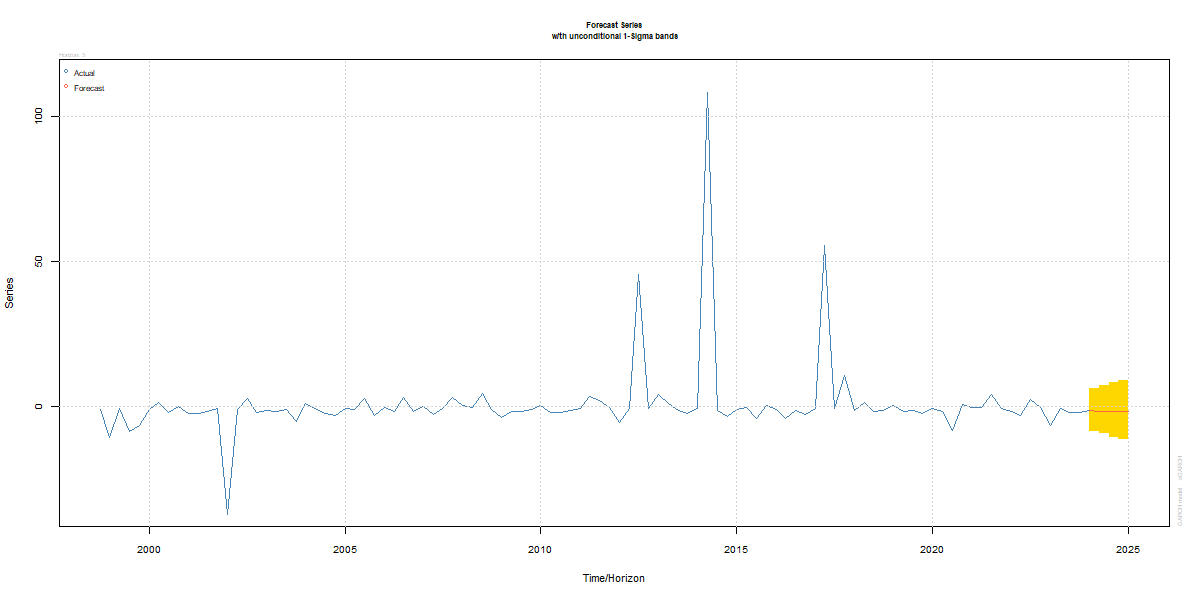 Forecast Series
with unconditional 1-Sigma bands
Horizon: 5
Actual
Forecast
100
50
0
Series
2000
2005
2010
2015
2020
2025
Time/Horizon
GARCH model : sGARCH